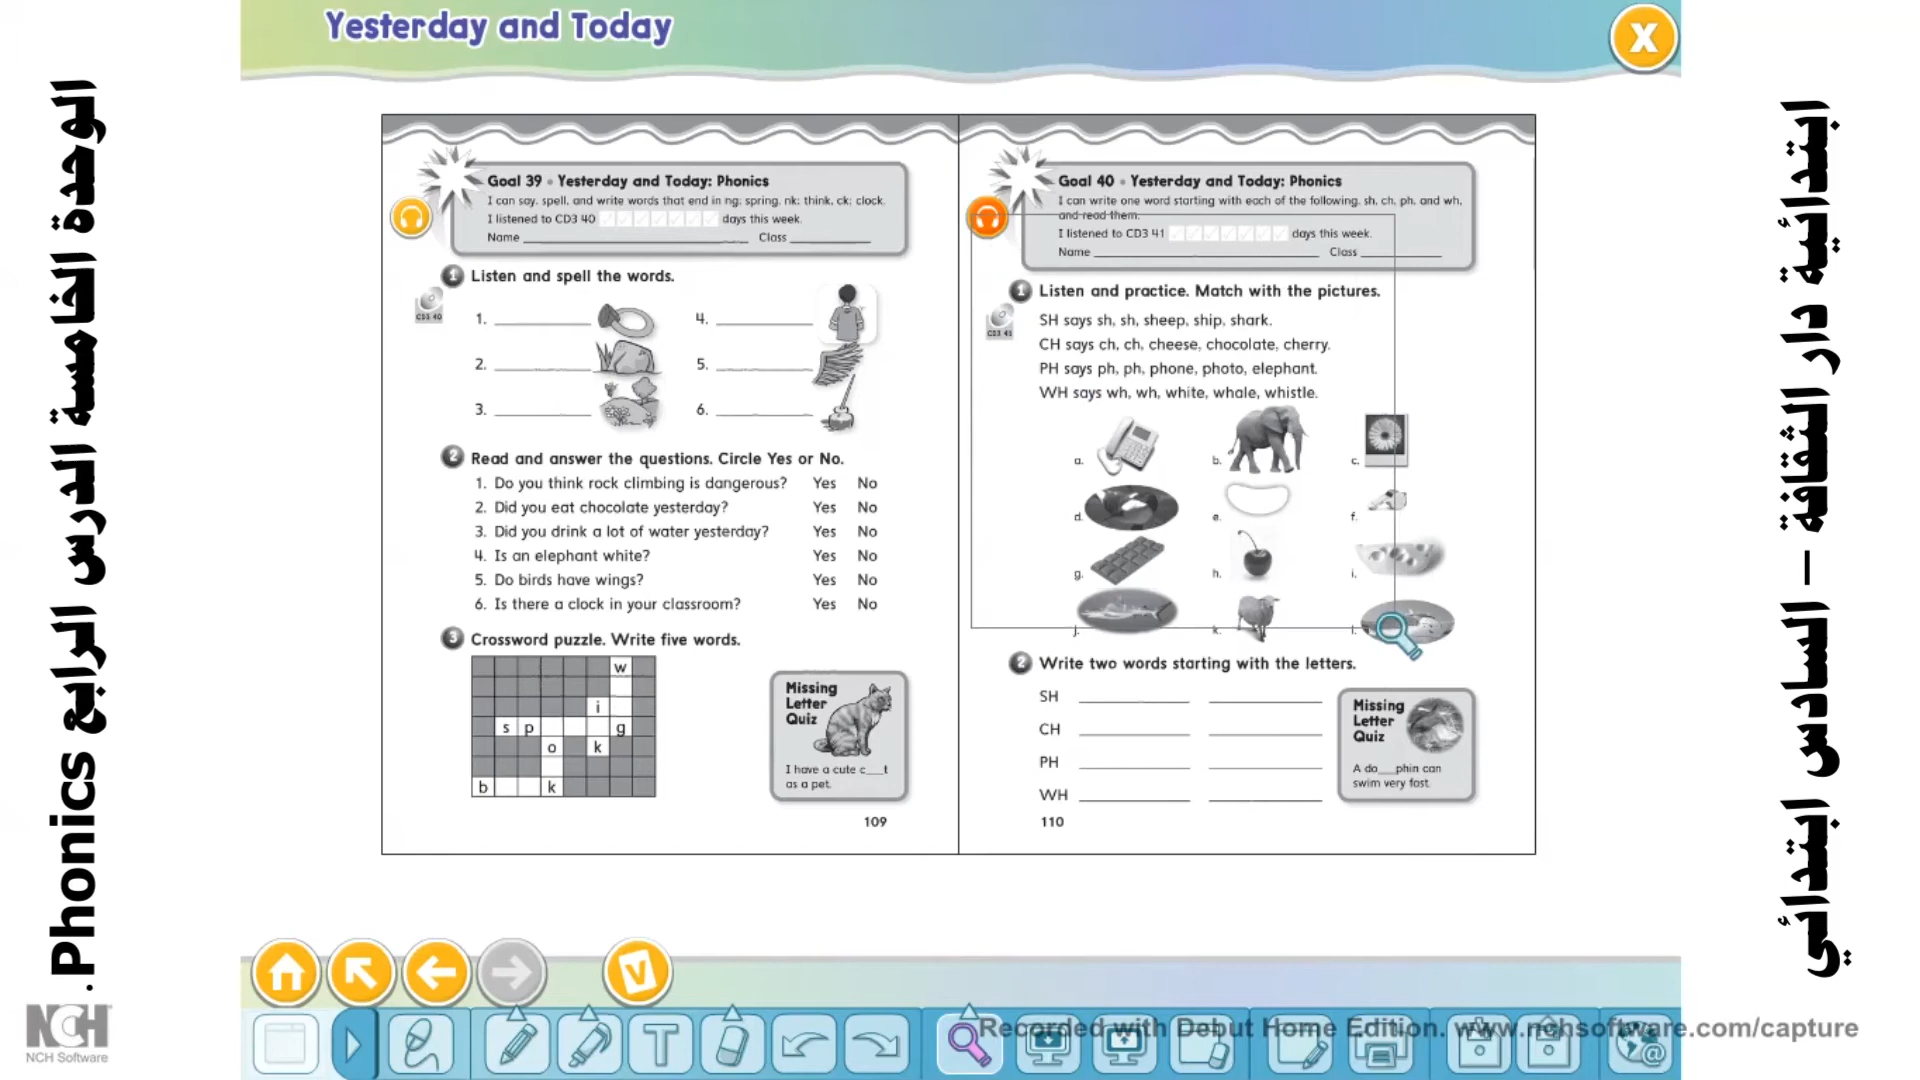 Yesterday and Today
X
الوحدة الخامسة الدرس الرابع Phonics.
ابتدائية دار الثقافة – السادس ابتدائي
Goal 39 • Yesterday and Today: Phonics
I can say, spell, and write words that end in ng: spring, nk: think, ck: clock.
I listened to CD3 40 days this week.
Name Class
1 Listen and spell the words.
CD3 40
1.
2.
3.
4.
5.
6.
2 Read and answer the questions. Circle Yes or No.
1. Do you think rock climbing is dangerous? Yes No
2. Did you eat chocolate yesterday? Yes No
3. Did you drink a lot of water yesterday? Yes No
4. Is an elephant white? Yes No
5. Do birds have wings? Yes No
6. Is there a clock in your classroom? Yes No
3 Crossword puzzle. Write five words.
w
i
s p g
o k
b k
Missing
Letter
Quiz
I have a cute c__t
as a pet.
109
Goal 40 • Yesterday and Today: Phonics
I can write one word starting with each of the following, sh, ch, ph, and wh,
and read them.
I listened to CD3 41 days this week.
Name Class
1 Listen and practice. Match with the pictures.
CD3 41
SH says sh, sh, sheep, ship, shark.
CH says ch, ch, cheese, chocolate, cherry.
PH says ph, ph, phone, photo, elephant.
WH says wh, wh, white, whale, whistle.
a. b. c.
d. e. f.
g. h. i.
j. k. l.
2 Write two words starting with the letters.
SH
CH
PH
WH
Missing
Letter
Quiz
A do__phin can
swim very fast.
110
V
T
NCH
NCH Software
Recorded with Debut Home Edition. www.nchsoftware.com/capture